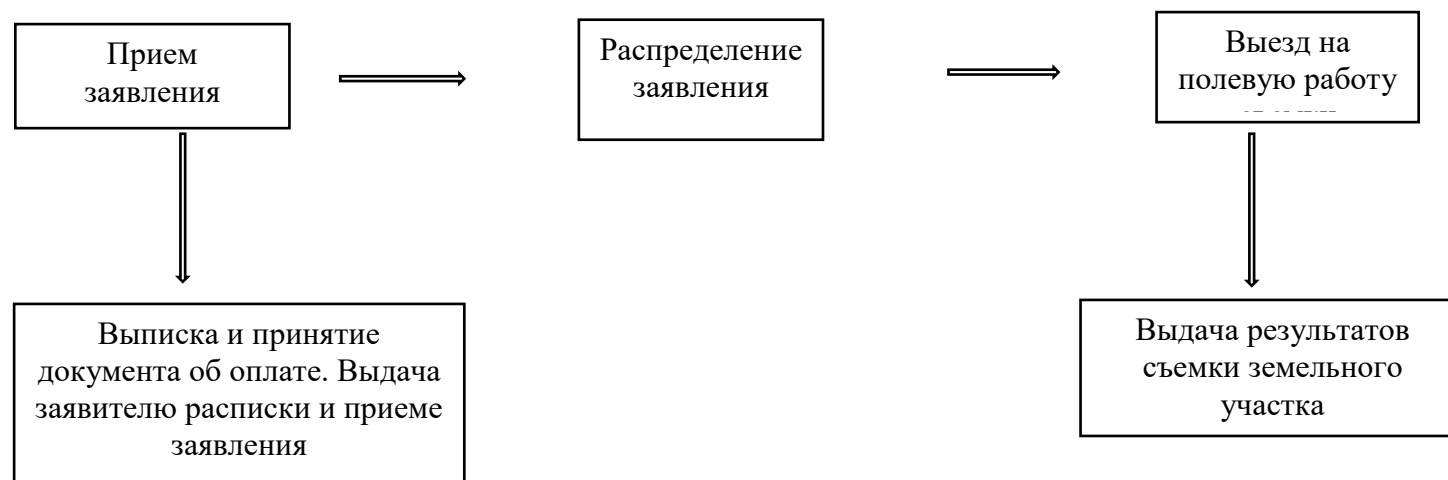 Прием
заявления
Распределение
заявления
Выезд на
полевую работу
Выписка и принятие
документа об оплате. Выдача
заявителю расписки и приеме
заявления
Выдача результатов
съемки земельного
участка